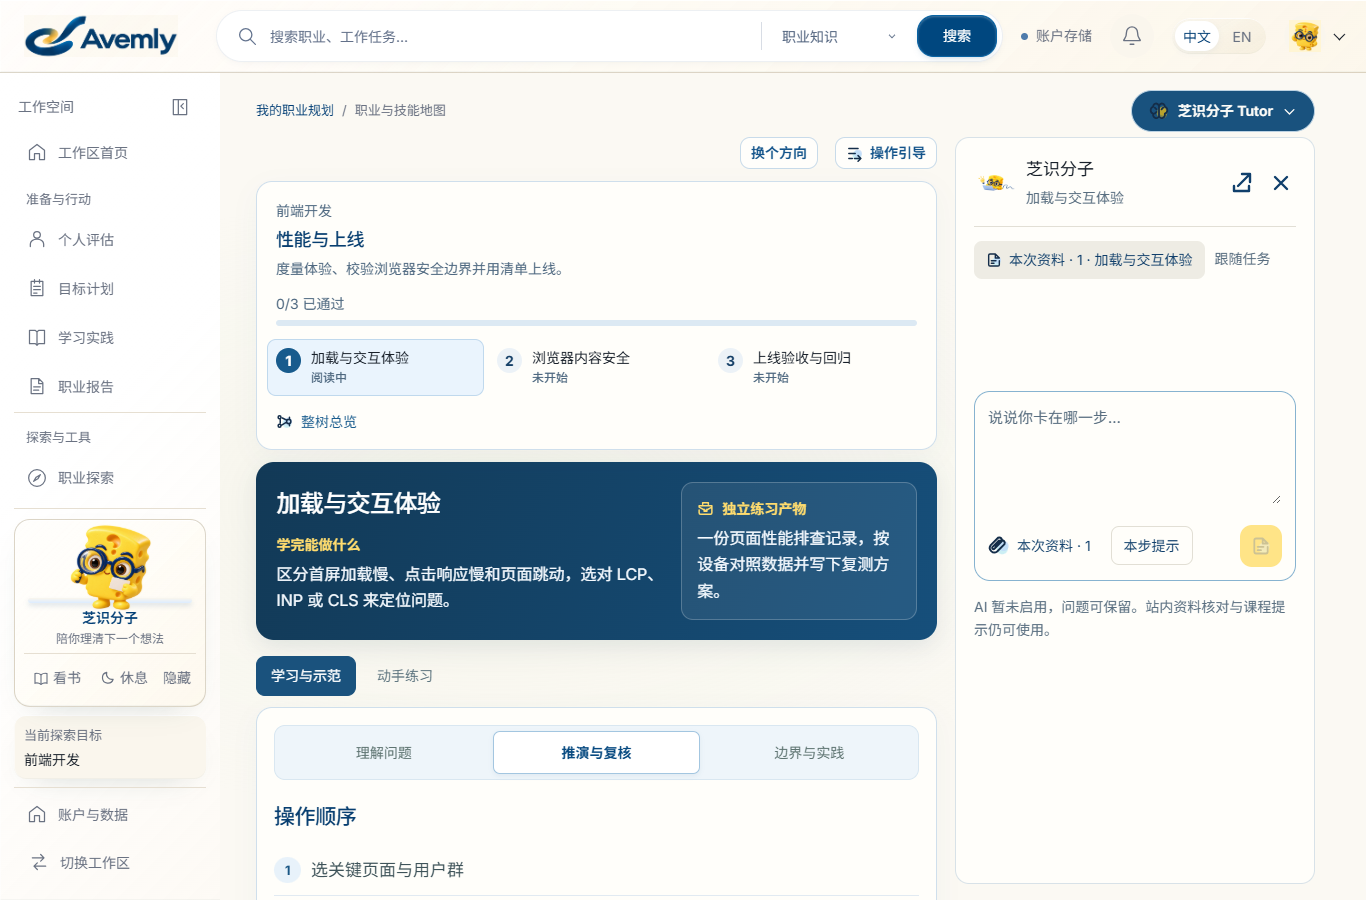 Avemly
搜索职业、工作任务...
职业知识
搜索
账户存储
中文
EN
工作空间
工作区首页
准备与行动
个人评估
目标计划
学习实践
职业报告
探索与工具
职业探索
芝识分子
陪你理清下一个想法
看书
休息
隐藏
当前探索目标
前端开发
账户与数据
切换工作区
我的职业规划 / 职业与技能地图
芝识分子 Tutor
换个方向
操作引导
前端开发
性能与上线
度量体验、校验浏览器安全边界并用清单上线。
0/3 已通过
1 加载与交互体验
阅读中
2 浏览器内容安全
未开始
3 上线验收与回归
未开始
整树总览
加载与交互体验
学完能做什么
区分首屏加载慢、点击响应慢和页面跳动，选对 LCP、
INP 或 CLS 来定位问题。
独立练习产物
一份页面性能排查记录，按
设备对照数据并写下复测方
案。
学习与示范
动手练习
理解问题
推演与复核
边界与实践
操作顺序
1 选关键页面与用户群
芝识分子
加载与交互体验
本次资料 · 1 · 加载与交互体验
跟随任务
说说你卡在哪一步...
本次资料 · 1
本步提示
AI 暂未启用，问题可保留。站内资料核对与课程提
示仍可使用。